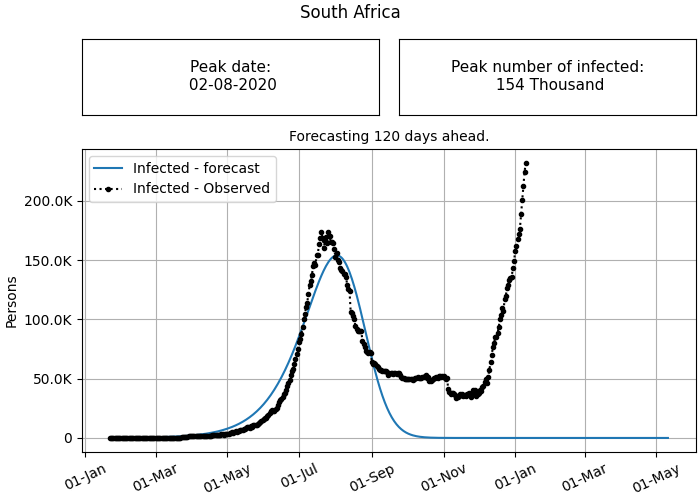 South Africa
Peak date:
02-08-2020
Peak number of infected:
154 Thousand
Forecasting 120 days ahead.
Infected - forecast
Infected - Observed
200.0K
150.0K
100.0K
50.0K
0
Persons
01-Jan
01-Mar
01-May
01-Jul
01-Sep
01-Nov
01-Jan
01-Mar
01-May